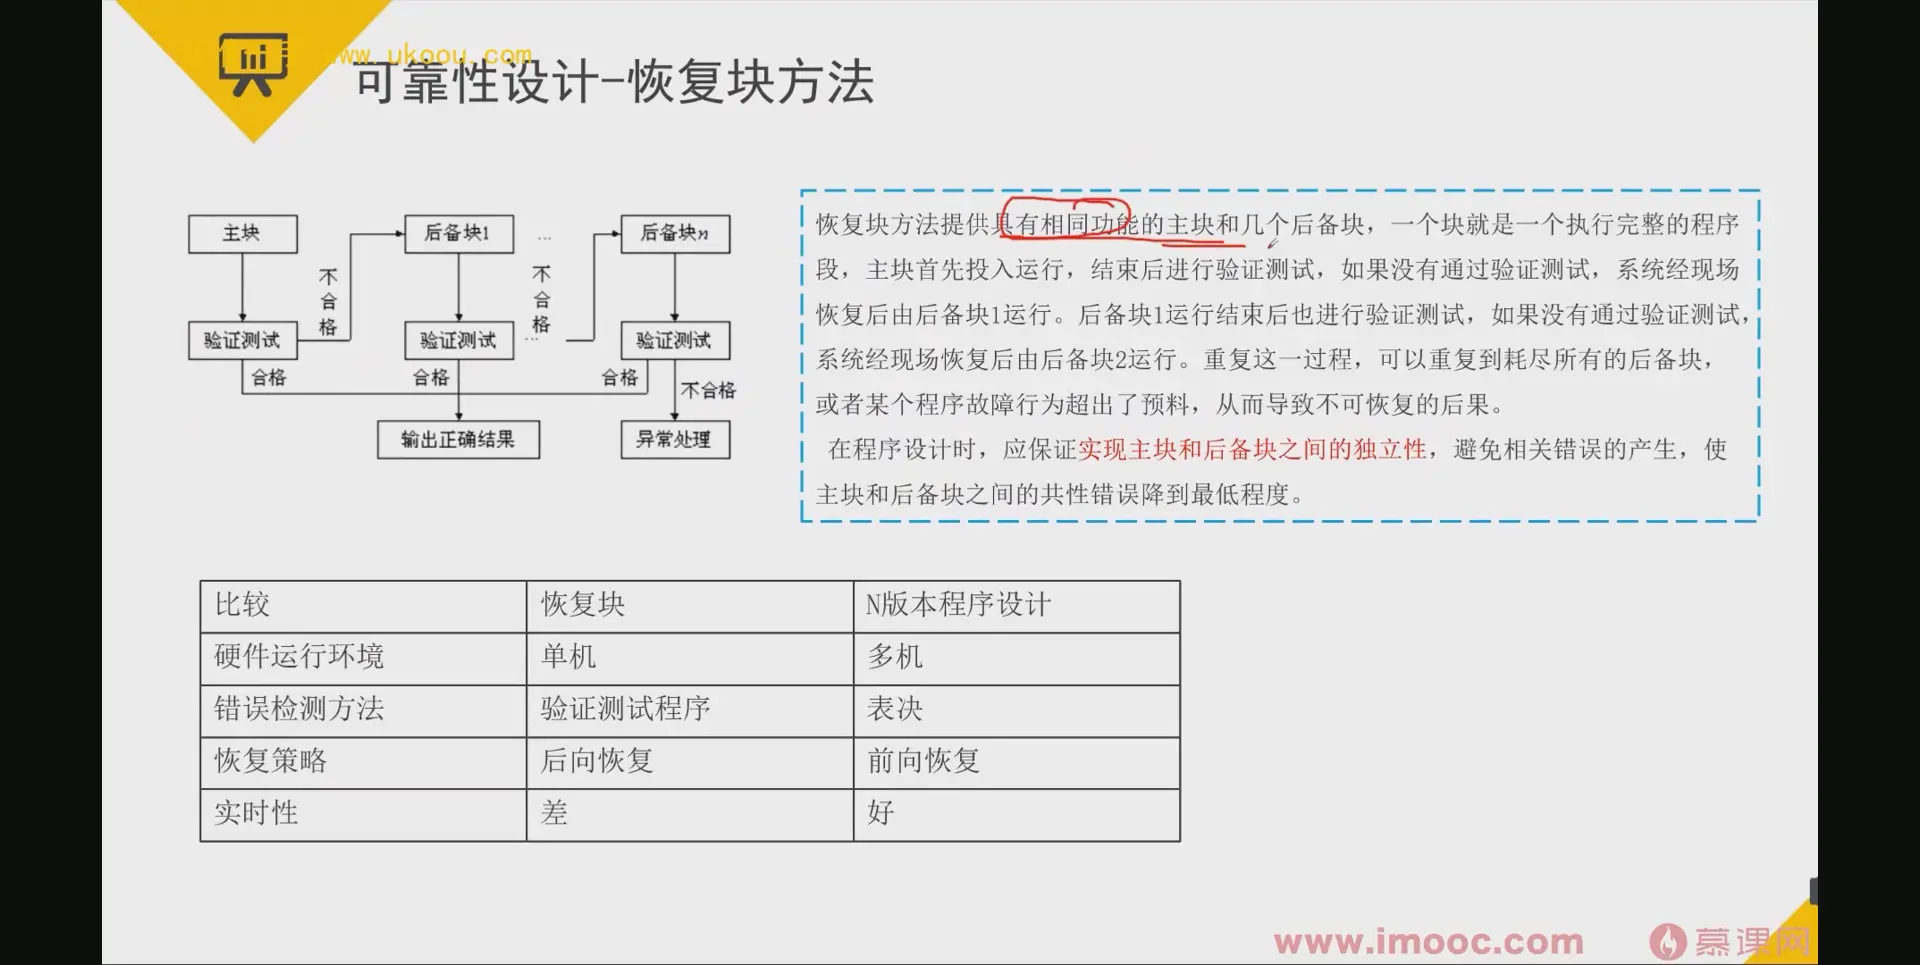 www.ukoou.com
可靠性设计-恢复块方法
主块
后备块1
...
后备块n
不合格
不合格
验证测试
验证测试
...
验证测试
合格
合格
合格
不合格
输出正确结果
异常处理
恢复块方法提供具有相同功能的主块和几个后备块，一个块就是一个执行完整的程序
段，主块首先投入运行，结束后进行验证测试，如果没有通过验证测试，系统经现场
恢复后由后备块1运行。后备块1运行结束后也进行验证测试，如果没有通过验证测试，
系统经现场恢复后由后备块2运行。重复这一过程，可以重复到耗尽所有的后备块，
或者某个程序故障行为超出了预料，从而导致不可恢复的后果。
在程序设计时，应保证实现主块和后备块之间的独立性，避免相关错误的产生，使
主块和后备块之间的共性错误降到最低程度。
比较 恢复块 N版本程序设计
硬件运行环境 单机 多机
错误检测方法 验证测试程序 表决
恢复策略 后向恢复 前向恢复
实时性 差 好
www.imooc.com 慕课网